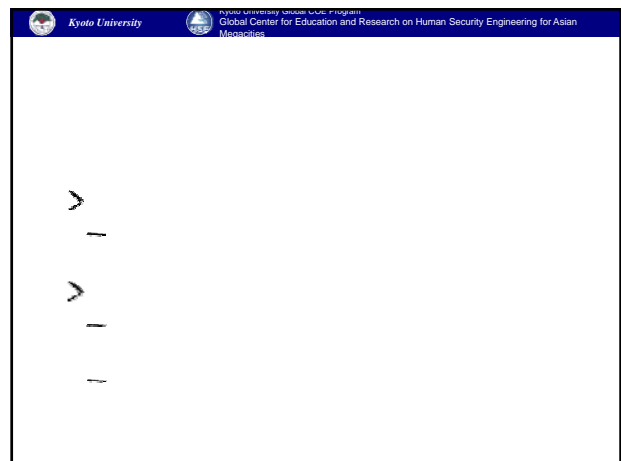 Kyoto University
Kyoto University Global COE Program
Global Center for Education and Research on Human Security Engineering for Asian
Megacities
HSE